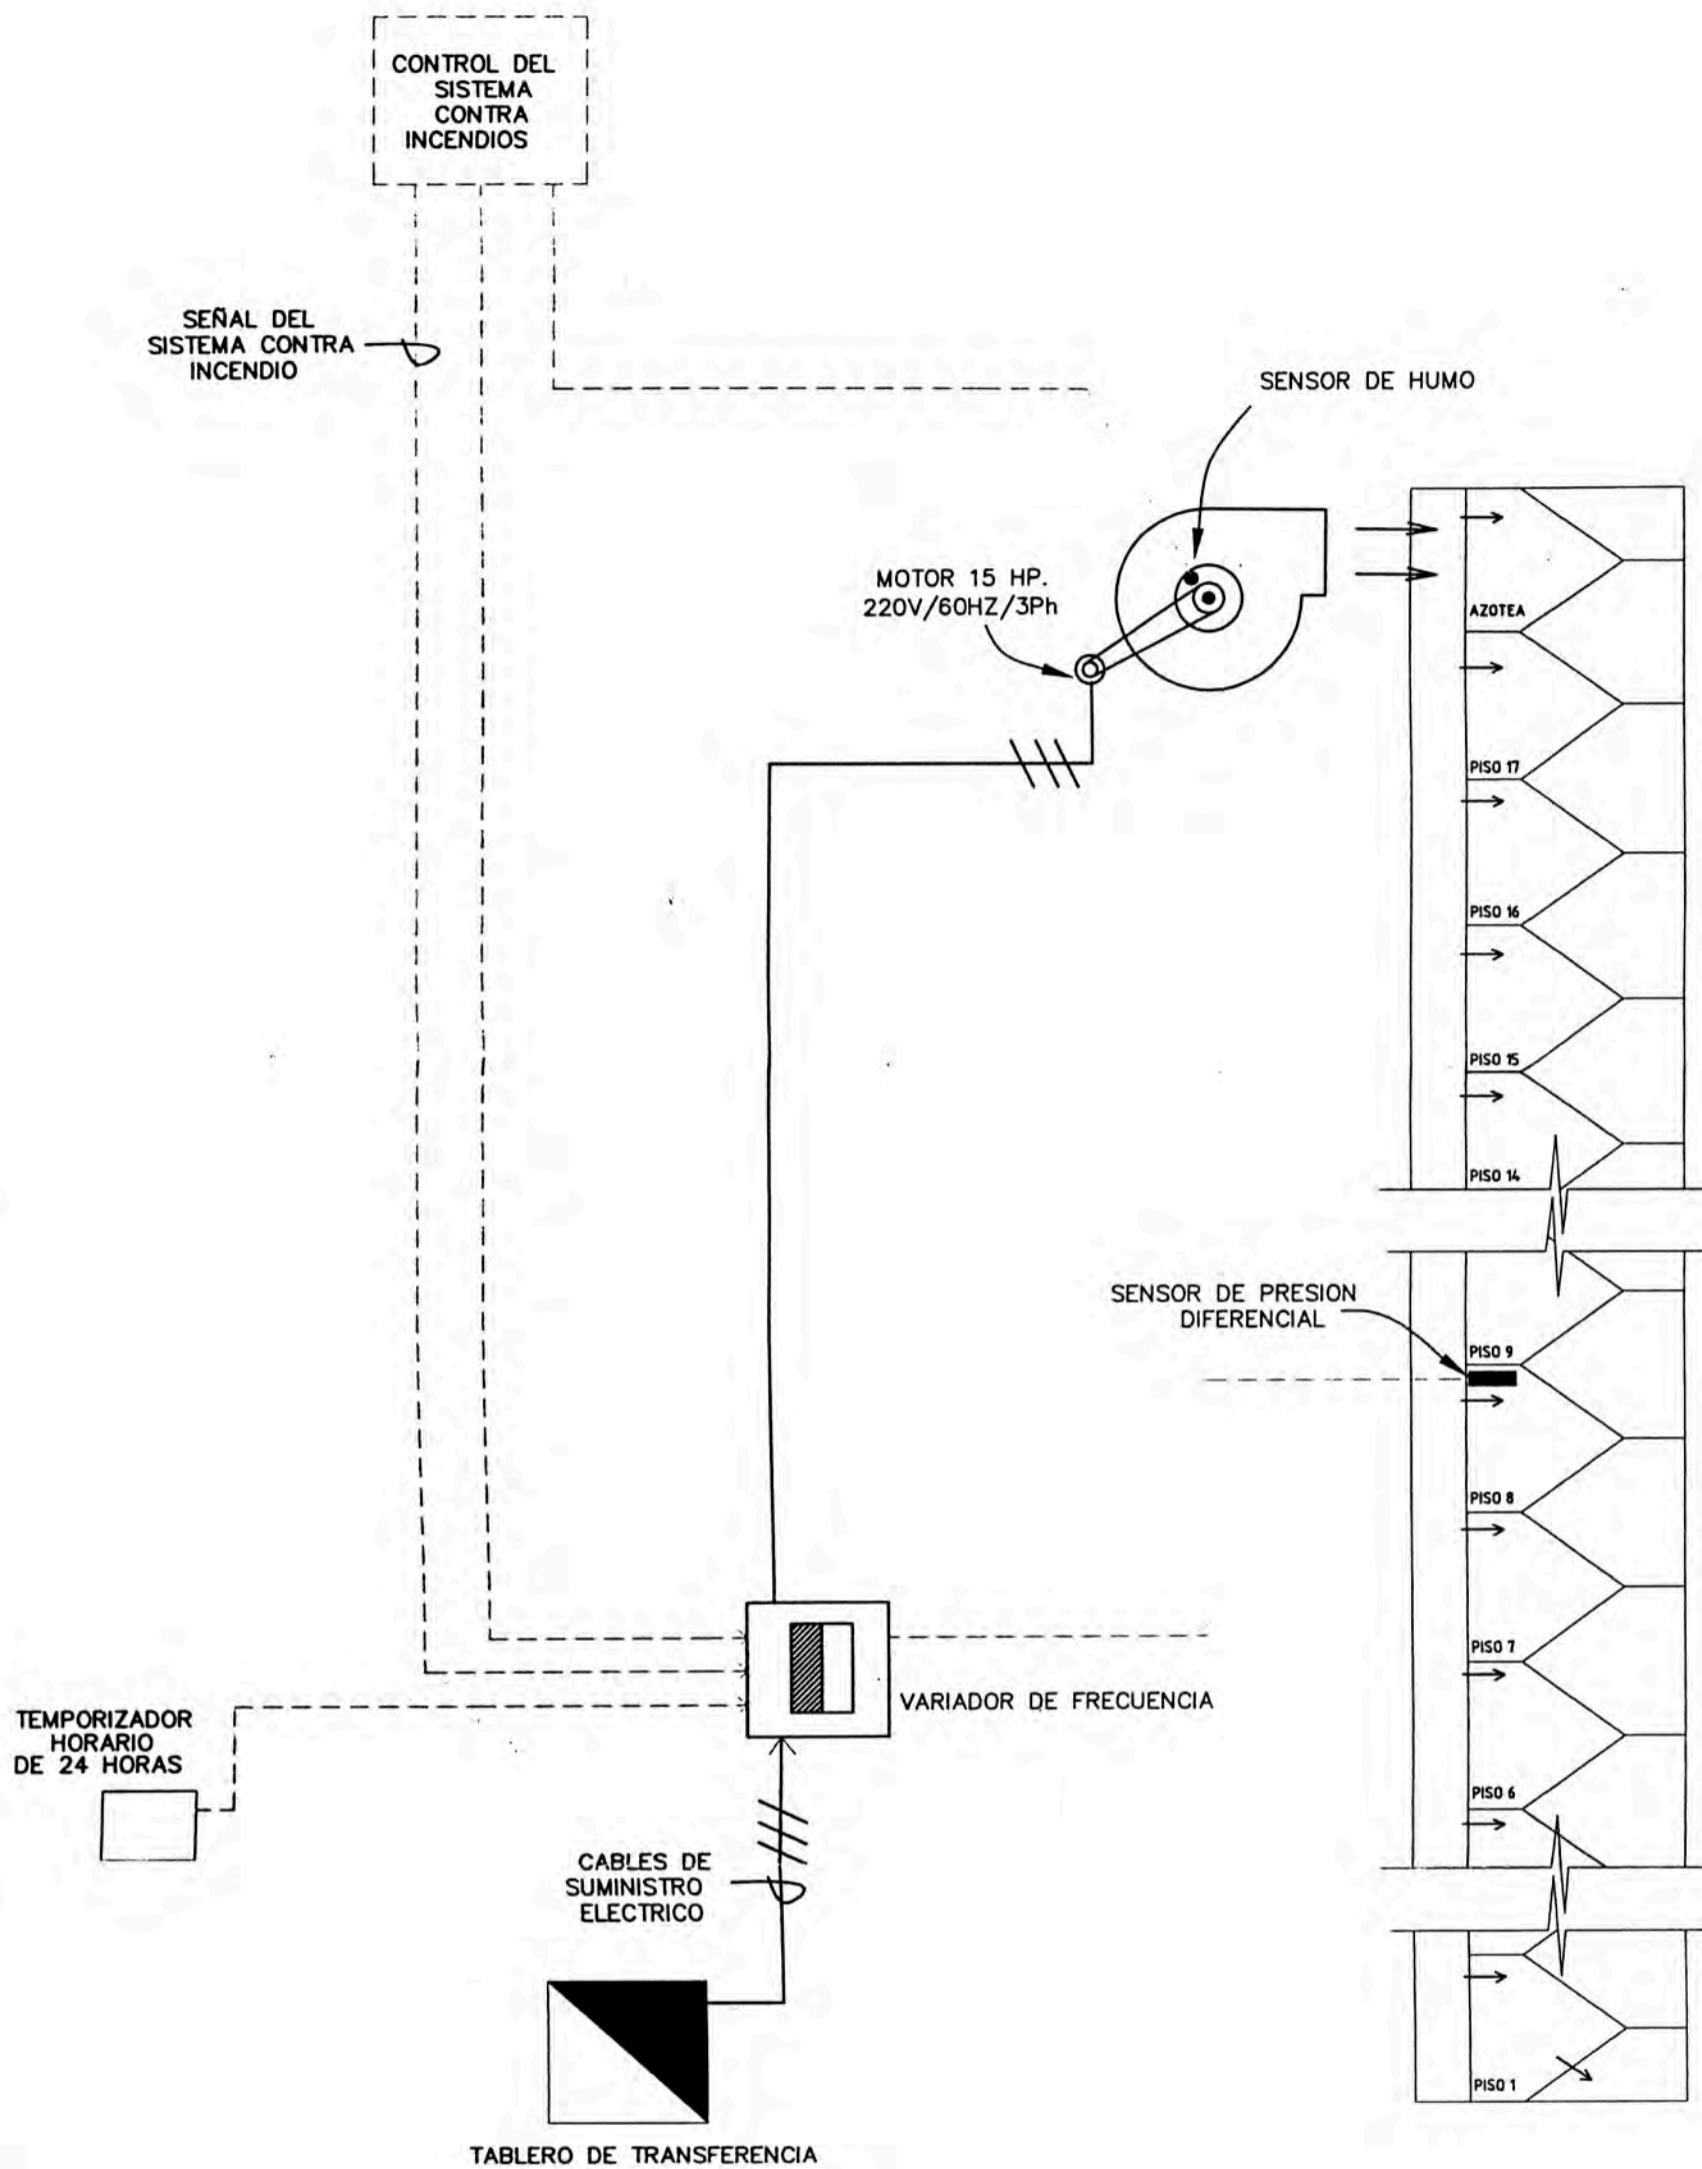 CONTROL DEL
SISTEMA
CONTRA
INCENDIOS
SEÑAL DEL
SISTEMA CONTRA
INCENDIO
SENSOR DE HUMO
MOTOR 15 HP.
220V/60HZ/3Ph
AZOTEA
PISO 17
PISO 16
PISO 15
PISO 14
SENSOR DE PRESION
DIFERENCIAL
PISO 9
PISO 8
PISO 7
PISO 6
PISO 1
VARIADOR DE FRECUENCIA
TEMPORIZADOR
HORARIO
DE 24 HORAS
CABLES DE
SUMINISTRO
ELECTRICO
TABLERO DE TRANSFERENCIA